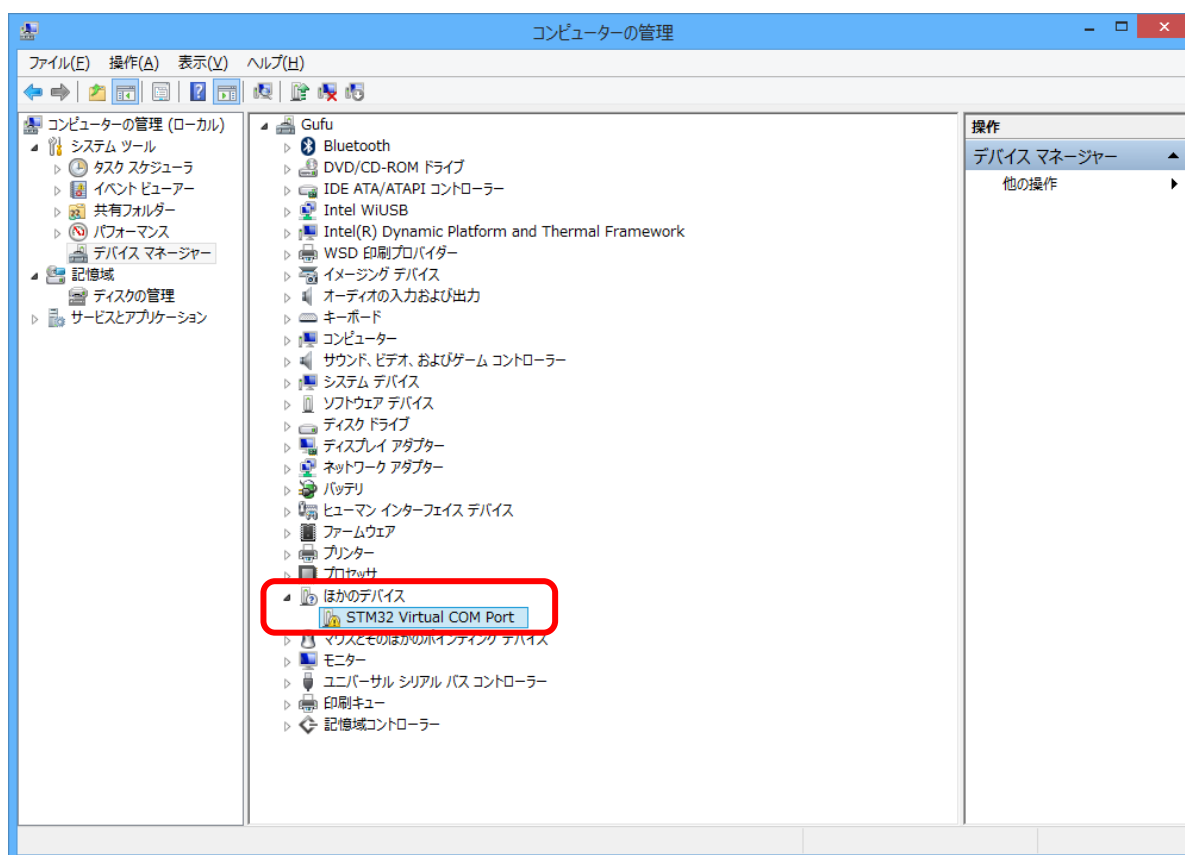 コンピューターの管理
ファイル(F) 操作(A) 表示(V) ヘルプ(H)
コンピューターの管理 (ローカル)
システム ツール
タスク スケジューラ
イベント ビューアー
共有フォルダー
パフォーマンス
デバイス マネージャー
記憶域
ディスクの管理
サービスとアプリケーション
Gufu
Bluetooth
DVD/CD-ROM ドライブ
IDE ATA/ATAPI コントローラー
Intel WiUSB
Intel(R) Dynamic Platform and Thermal Framework
WSD 印刷プロバイダー
イメージング デバイス
オーディオの入力および出力
キーボード
コンピューター
サウンド、ビデオ、およびゲーム コントローラー
システム デバイス
ソフトウェア デバイス
ディスク ドライブ
ディスプレイ アダプター
ネットワーク アダプター
バッテリ
ヒューマン インターフェイス デバイス
ファームウェア
プリンター
プロセッサ
ほかのデバイス
STM32 Virtual COM Port
マウスとそのほかのポインティング デバイス
モニター
ユニバーサル シリアル バス コントローラー
印刷キュー
記憶域コントローラー
操作
デバイス マネージャー
他の操作